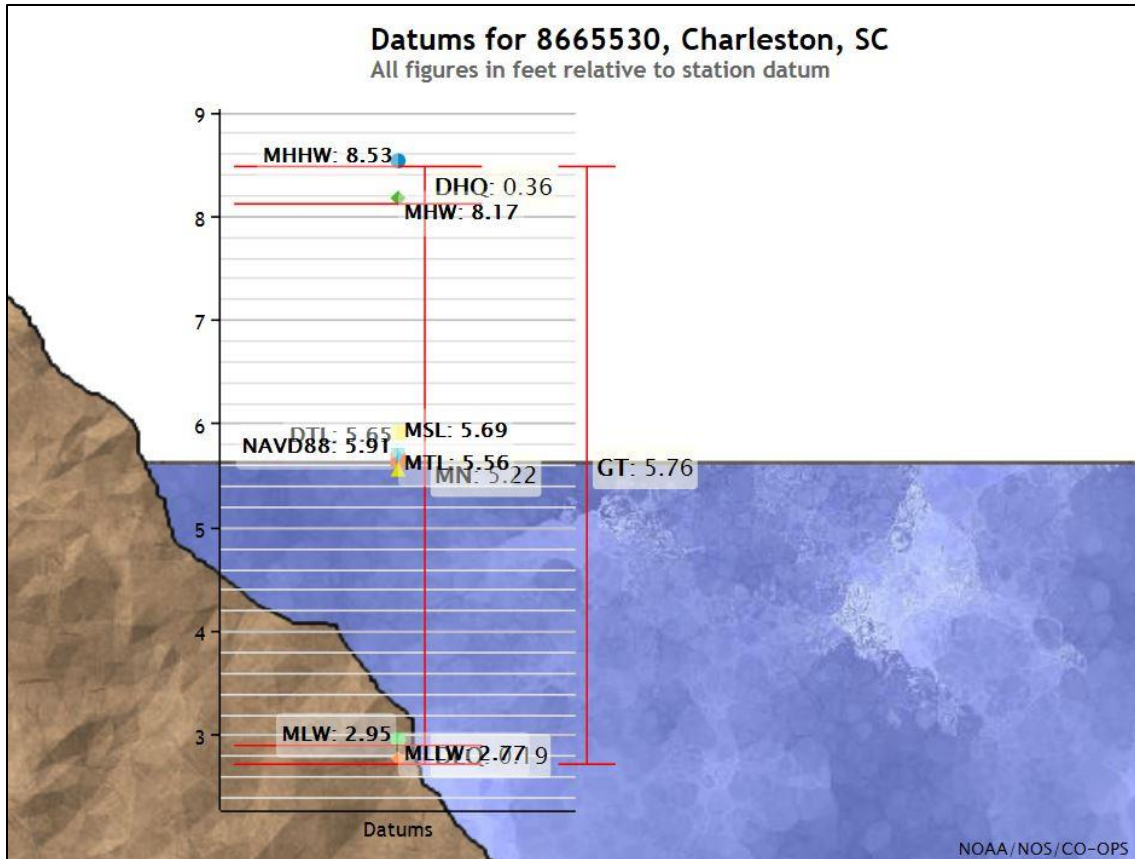 Datums for 8665530, Charleston, SC
All figures in feet relative to station datum
9
MHHW: 8.53
DHQ: 0.36
MHW: 8.17
8
7
6
DTL: 5.65
MSL: 5.69
NAVD88: 5.91
MTL: 5.56
MN: 5.22
GT: 5.76
5
4
3
MLW: 2.95
MLLW: 2.77
0.19
Datums
NOAA/NOS/CO-OPS